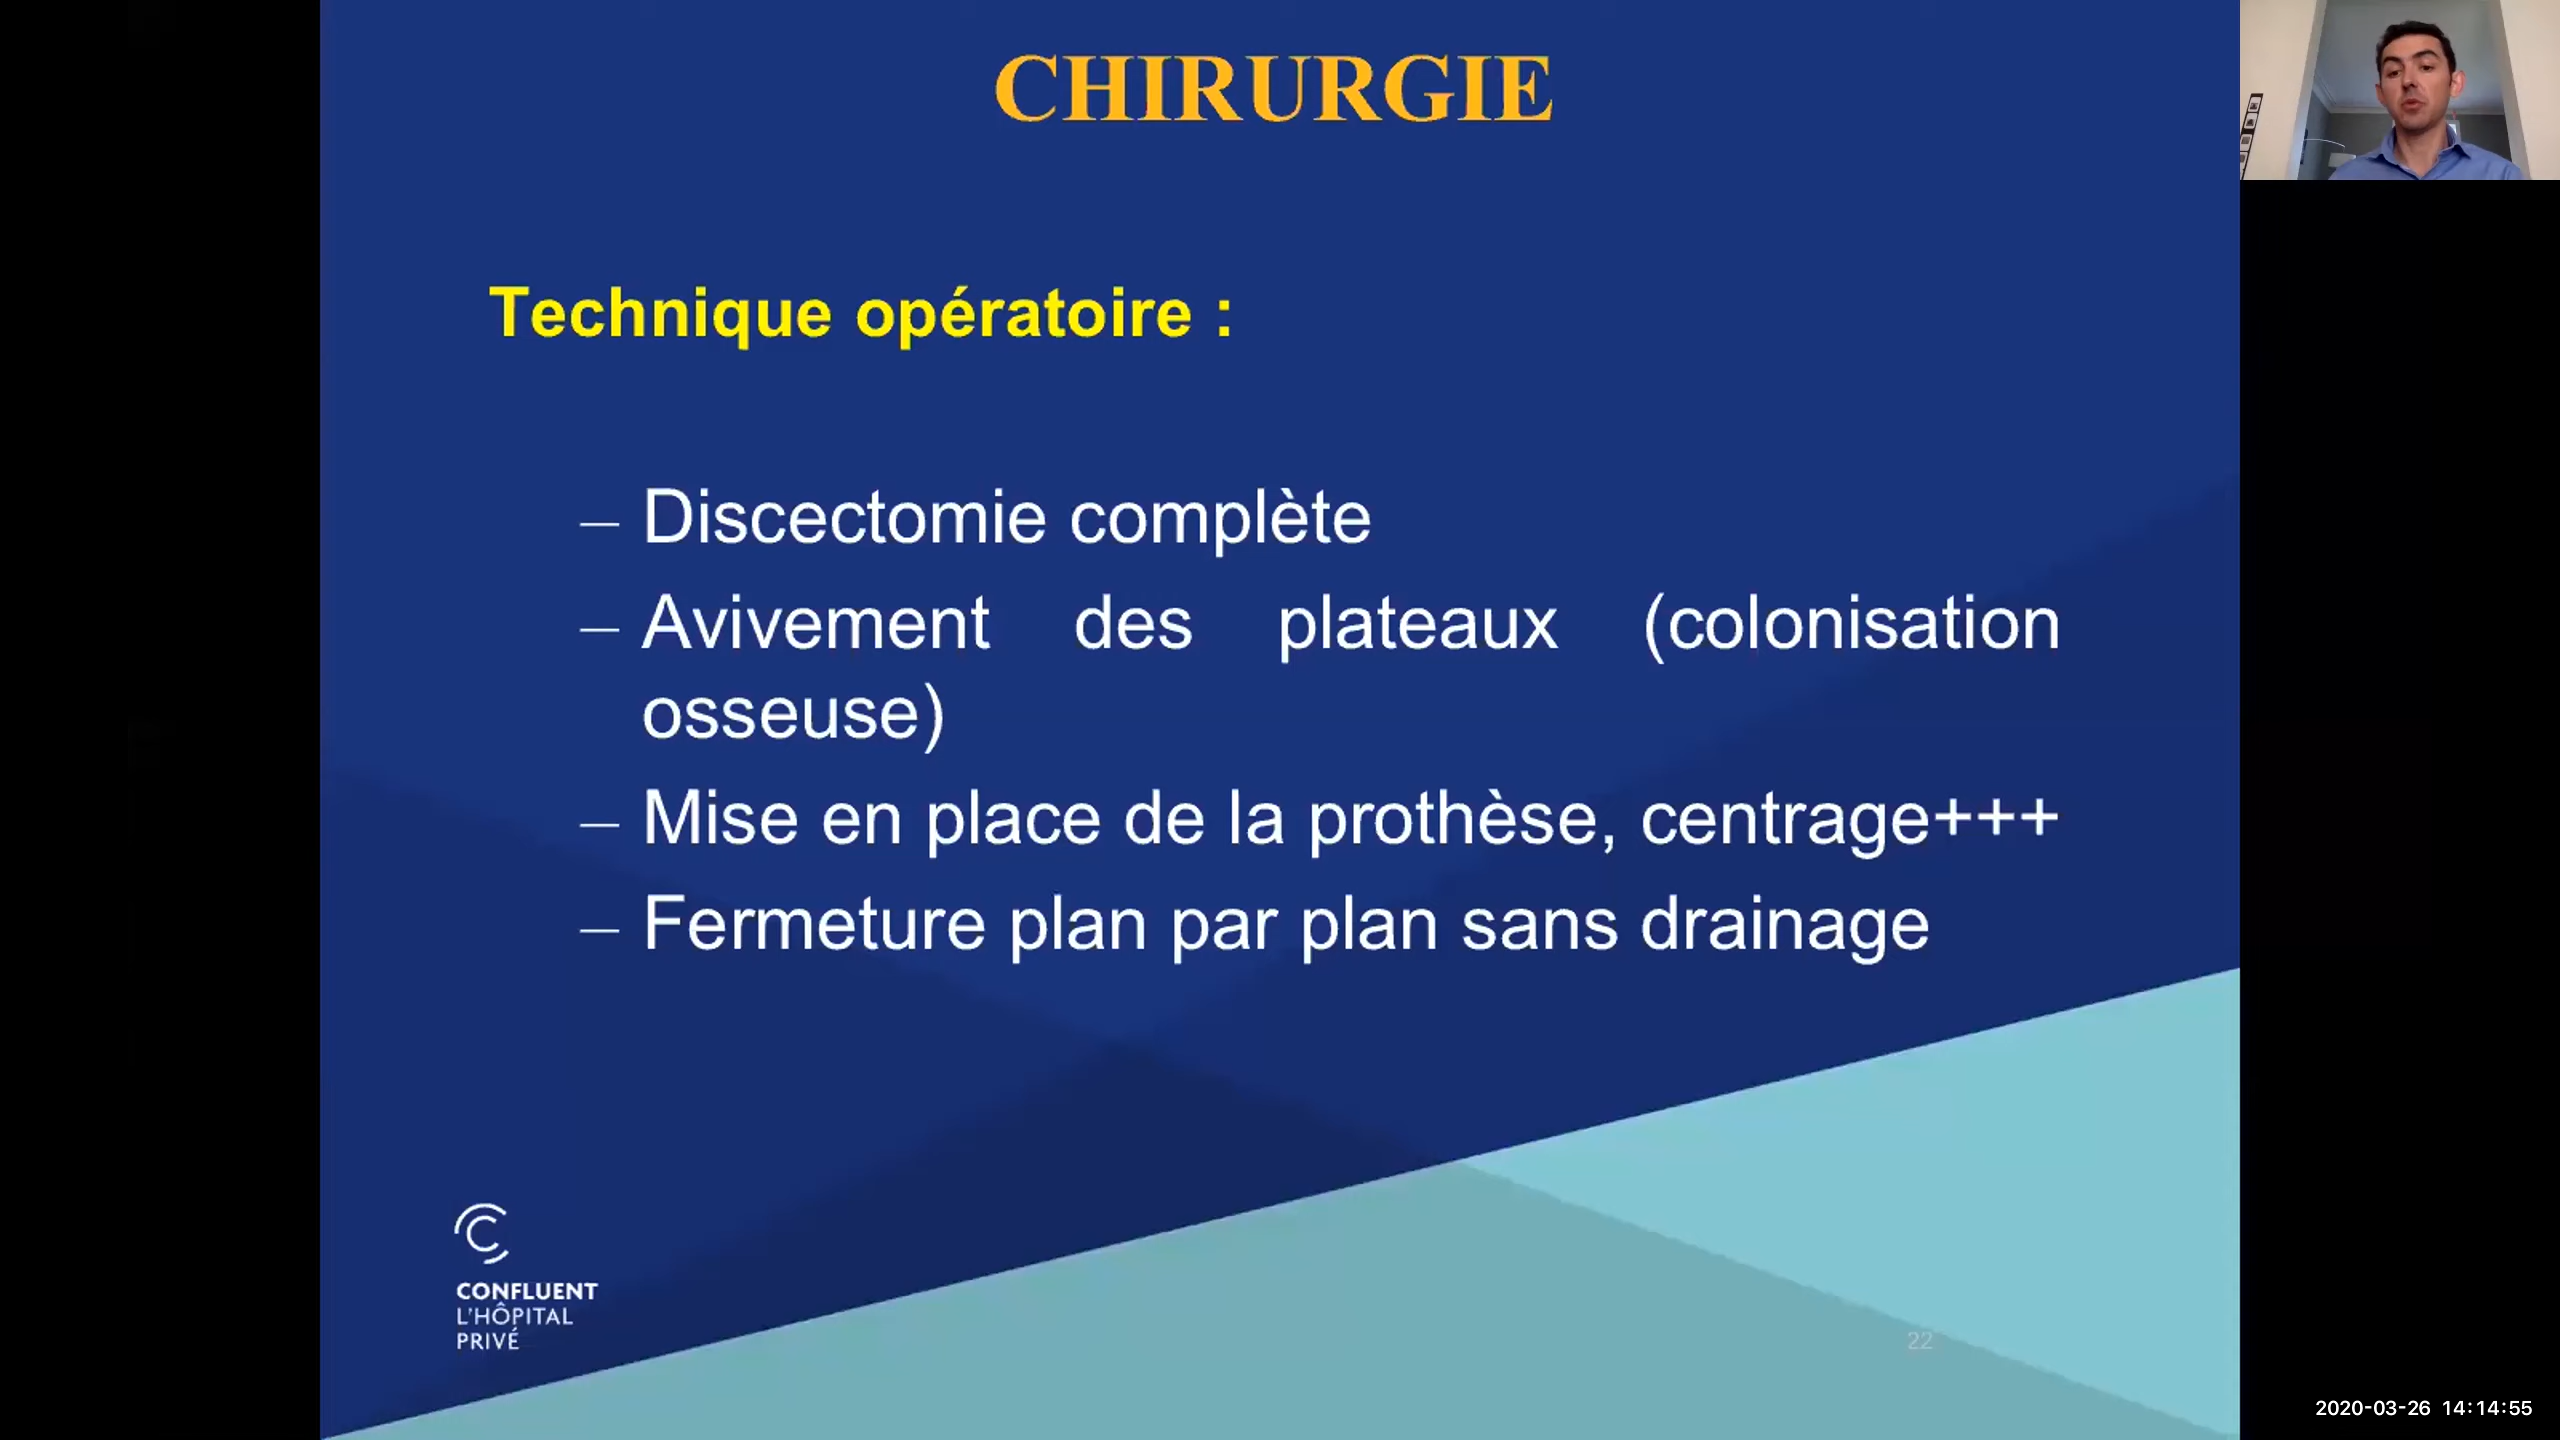 CHIRURGIE
Technique opératoire :
– Discectomie complète
– Avivement des plateaux (colonisation
osseuse)
– Mise en place de la prothèse, centrage+++
– Fermeture plan par plan sans drainage
CONFLUENT
L'HÔPITAL
PRIVÉ
22
2020-03-26 14:14:55